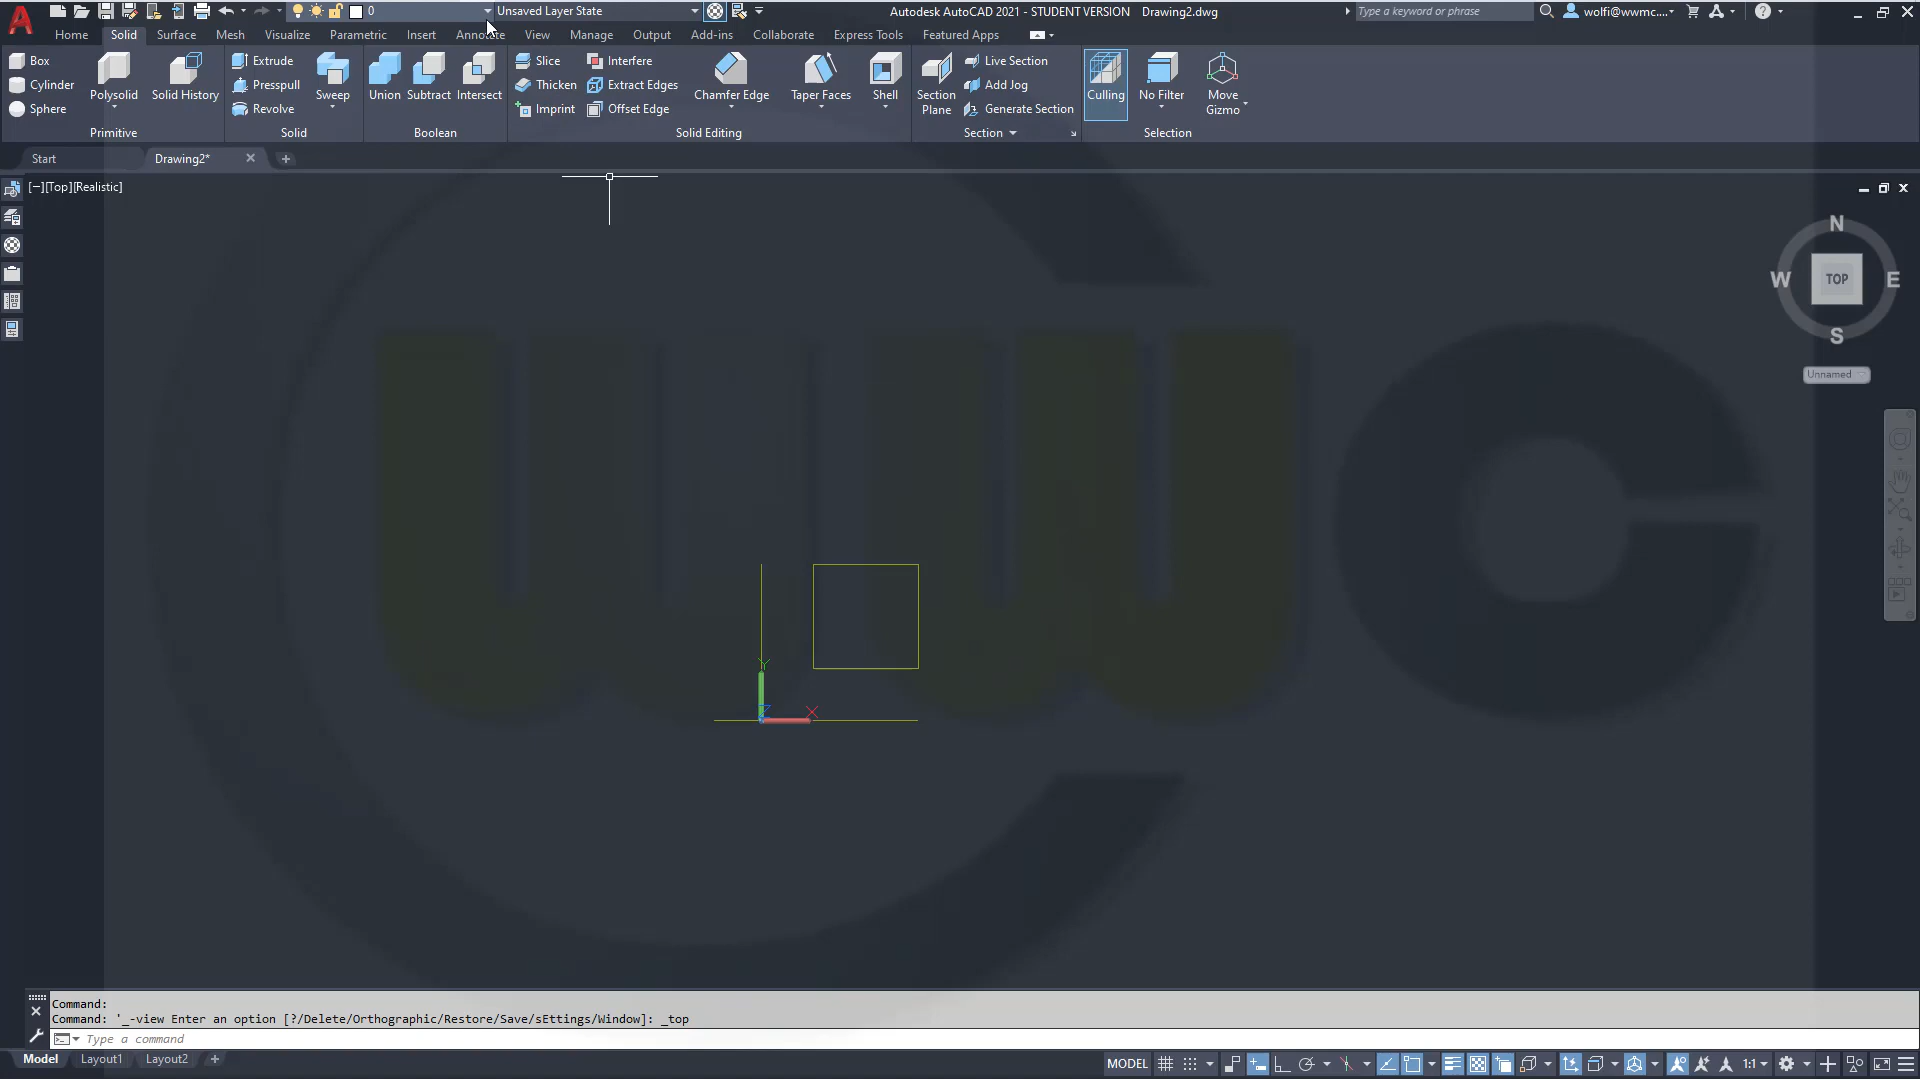 0 Unsaved Layer State Autodesk AutoCAD 2021 - STUDENT VERSION Drawing2.dwg Type a keyword or phrase wolfi@wwmc....
Home Solid Surface Mesh Visualize Parametric Insert Annotate View Manage Output Add-ins Collaborate Express Tools Featured Apps
Box Extrude Slice Interfere Live Section
Cylinder Polysolid Solid History Presspull Sweep Union Subtract Intersect Thicken Extract Edges Chamfer Edge Taper Faces Shell Section Plane Add Jog Culling No Filter Move Gizmo
Sphere Revolve Imprint Offset Edge Generate Section
Primitive Solid Boolean Solid Editing Section Selection
Start Drawing2*
[−][Top][Realistic]
N
W TOP E
S
Unnamed
Y
Z X
wwc
Command:
Command: '_-view Enter an option [?/Delete/Orthographic/Restore/Save/sEttings/Window]: _top
Type a command
Model Layout1 Layout2 MODEL 1:1